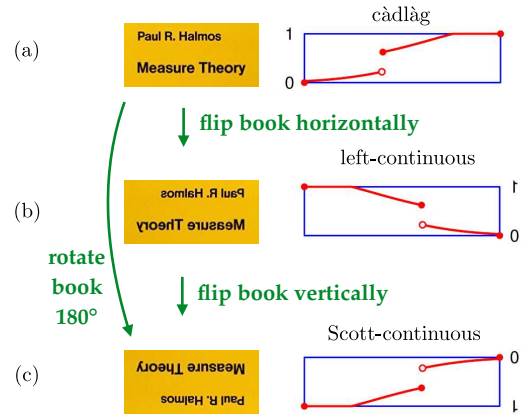 (a)
Paul R. Halmos
Measure Theory
càdlàg
1
0
flip book horizontally
(b)
Paul R. Halmos
Measure Theory
left-continuous
1
0
rotate
book
180°
flip book vertically
(c)
Measure Theory
Paul R. Halmos
Scott-continuous
0
1